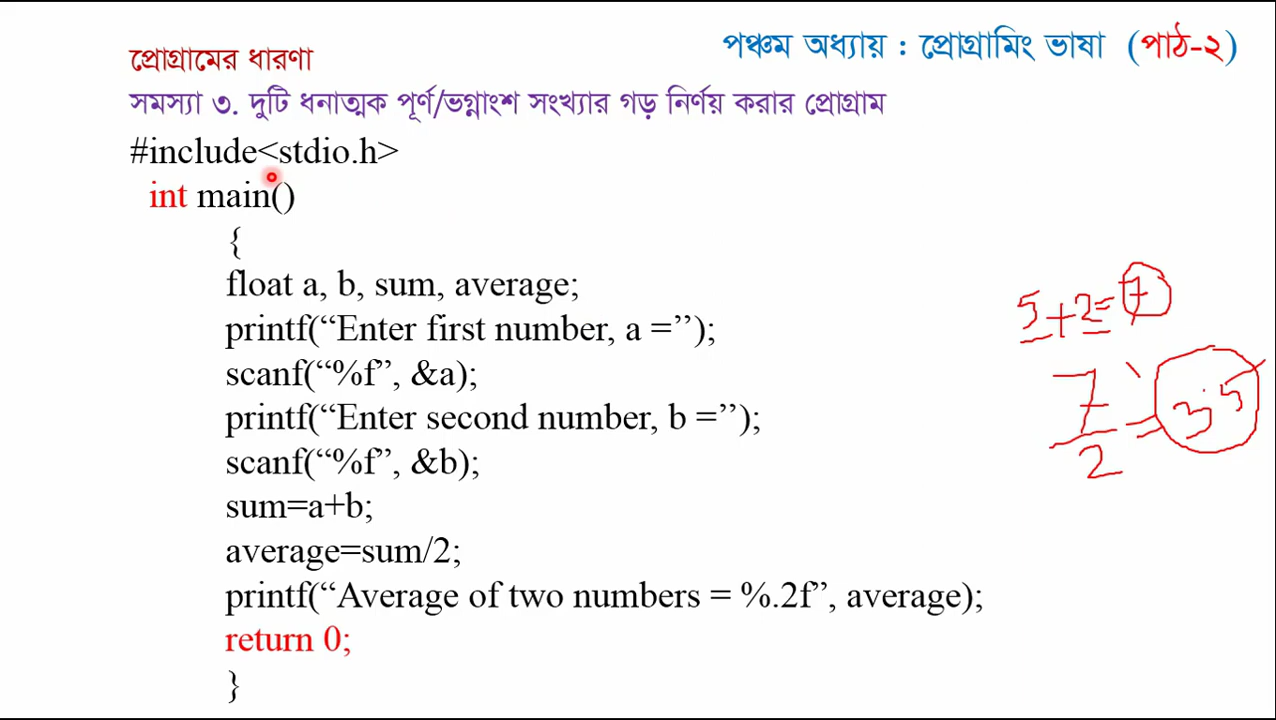 পঞ্চম অধ্যায় : প্রোগ্রামিং ভাষা (পাঠ-২)
প্রোগ্রামের ধারণা
সমস্যা ৩. দুটি ধনাত্মক পূর্ণ/ভগ্নাংশ সংখ্যার গড় নির্ণয় করার প্রোগ্রাম
#include<stdio.h>
int main()
{
float a, b, sum, average;
printf(“Enter first number, a =”);
scanf(“%f”, &a);
printf(“Enter second number, b =”);
scanf(“%f”, &b);
sum=a+b;
average=sum/2;
printf(“Average of two numbers = %.2f”, average);
return 0;
}
5+2=7
7
2
=3.5